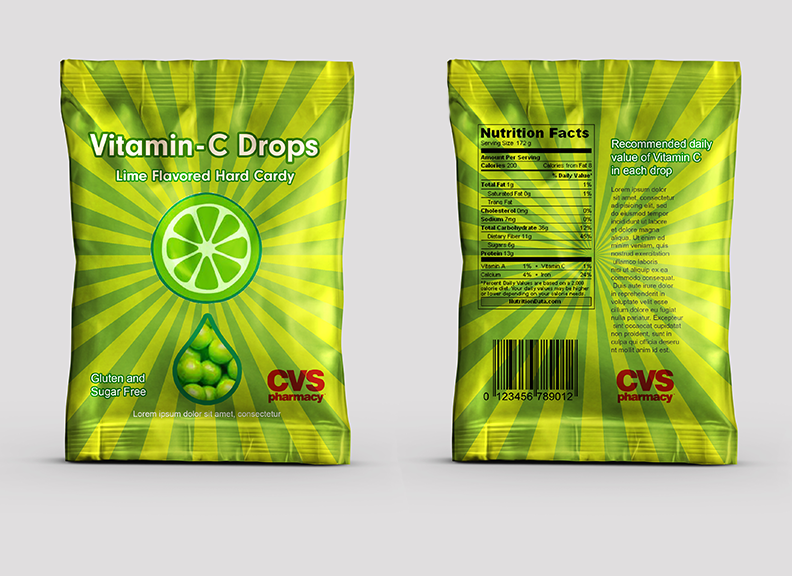 Vitamin-C Drops
Lime Flavored Hard Candy
Gluten and
Sugar Free
CVS
pharmacy
Lorem ipsum dolor sit amet, consectetur
Nutrition Facts
Serving Size 172 g
Amount Per Serving
Calories 200 Calories from Fat 8
% Daily Value*
Total Fat 1g 1%
Saturated Fat 0g 1%
Trans Fat
Cholesterol 0mg 0%
Sodium 7mg 0%
Total Carbohydrate 36g 12%
Dietary Fiber 11g 45%
Sugars 6g
Protein 13g
Vitamin A 1% • Vitamin C 1%
Calcium 4% • Iron 24%
*Percent Daily Values are based on a 2,000
calorie diet. Your daily values may be higher
or lower depending on your calorie needs.
NutritionData.com
0 123456 789012
Recommended daily
value of Vitamin C
in each drop
Lorem ipsum dolor
sit amet, consectetur
adipisicing elit, sed
do eiusmod tempor
incididunt ut labore
et dolore magna
aliqua. Ut enim ad
minim veniam, quis
nostrud exercitation
ullamco laboris
nisi ut aliquip ex ea
commodo consequat.
Duis aute irure dolor
in reprehenderit in
voluptate velit esse
cillum dolore eu fugiat
nulla pariatur. Excepteur
sint occaecat cupidatat
non proident, sunt in
culpa qui officia deseru
nt mollit anim id est.
CVS
pharmacy